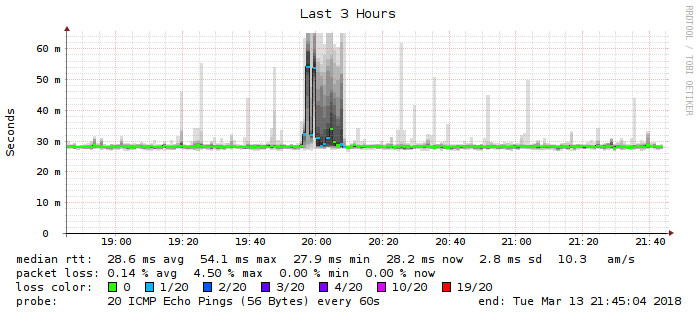 Last 3 Hours
RRDTOOL / TOBI OETIKER
Seconds
60 m
50 m
40 m
30 m
20 m
10 m
0
19:00 19:20 19:40 20:00 20:20 20:40 21:00 21:20 21:40
median rtt: 28.6 ms avg 54.1 ms max 27.9 ms min 28.2 ms now 2.8 ms sd 10.3 am/s
packet loss: 0.14 % avg 4.50 % max 0.00 % min 0.00 % now
loss color: 0 1/20 2/20 3/20 4/20 10/20 19/20
probe: 20 ICMP Echo Pings (56 Bytes) every 60s end: Tue Mar 13 21:45:04 2018